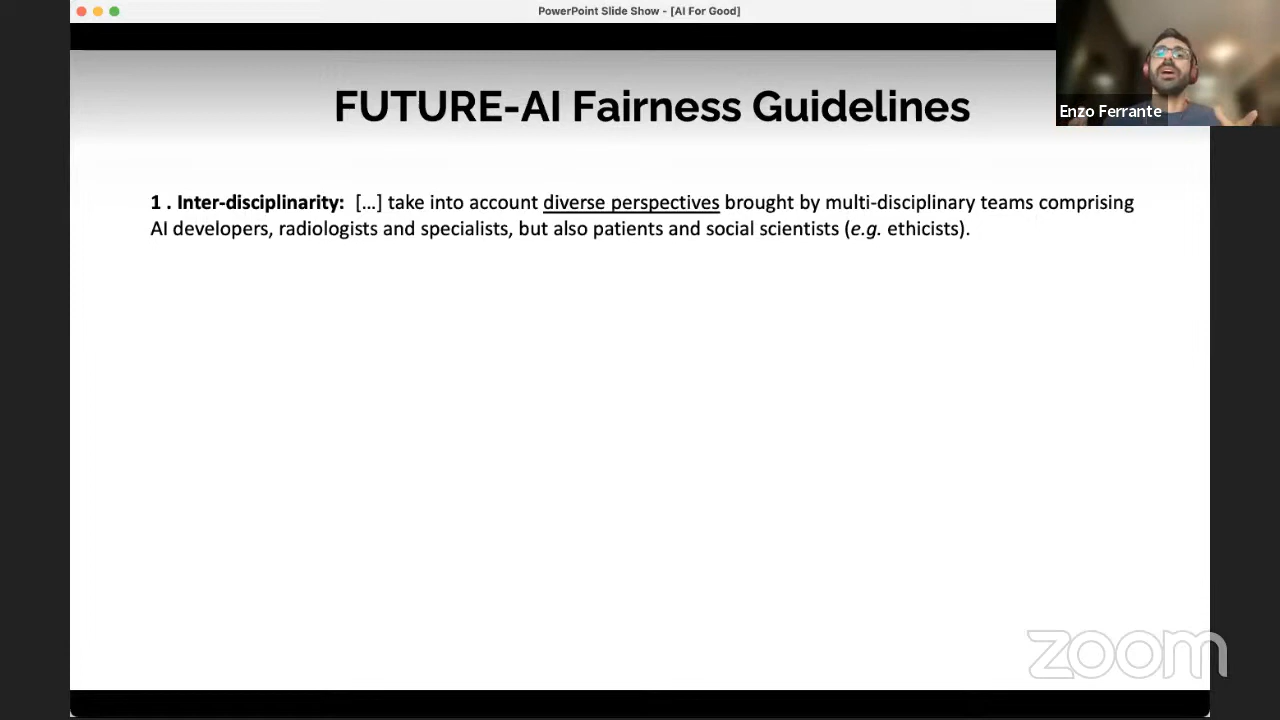 PowerPoint Slide Show - [AI For Good]
FUTURE-AI Fairness Guidelines
Enzo Ferrante
1 . Inter-disciplinarity: […] take into account diverse perspectives brought by multi-disciplinary teams comprising
AI developers, radiologists and specialists, but also patients and social scientists (e.g. ethicists).
zoom